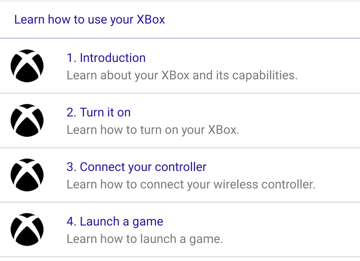 Learn how to use your XBox
1. Introduction
Learn about your XBox and its capabilities.
2. Turn it on
Learn how to turn on your XBox.
3. Connect your controller
Learn how to connect your wireless controller.
4. Launch a game
Learn how to launch a game.